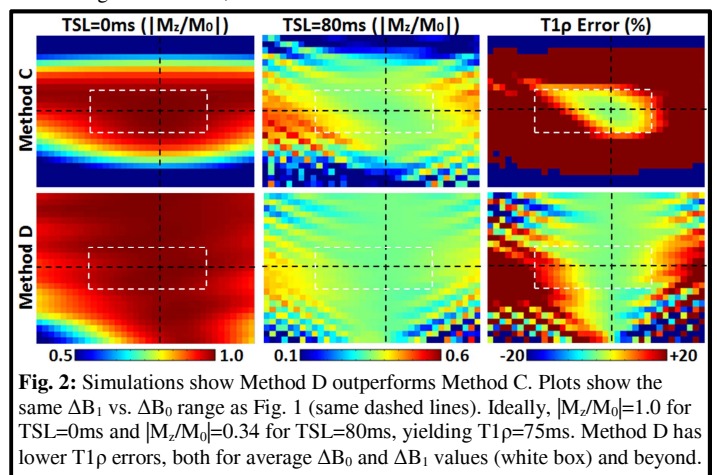 TSL=0ms (|Mz/M0|) TSL=80ms (|Mz/M0|) T1ρ Error (%)
Method C
Method D
0.5 1.0 0.1 0.6 -20 +20
Fig. 2: Simulations show Method D outperforms Method C. Plots show the
same ΔB1 vs. ΔB0 range as Fig. 1 (same dashed lines). Ideally, |Mz/M0|=1.0 for
TSL=0ms and |Mz/M0|=0.34 for TSL=80ms, yielding T1ρ=75ms. Method D has
lower T1ρ errors, both for average ΔB0 and ΔB1 values (white box) and beyond.